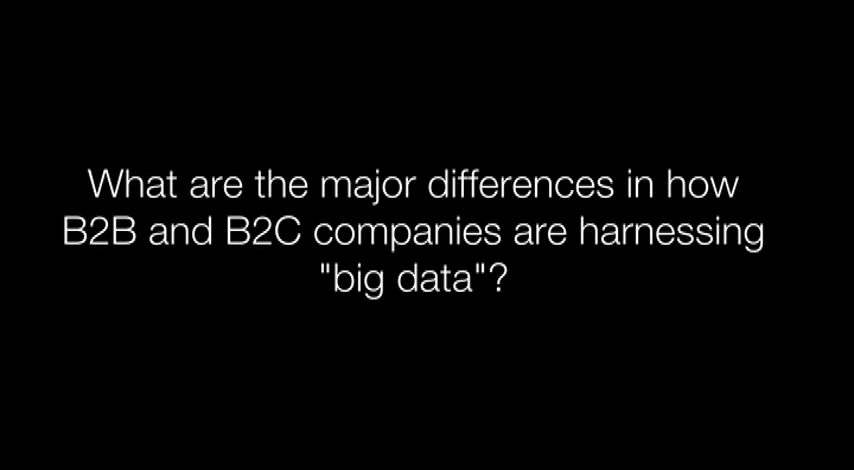 What are the major differences in how
B2B and B2C companies are harnessing
"big data"?